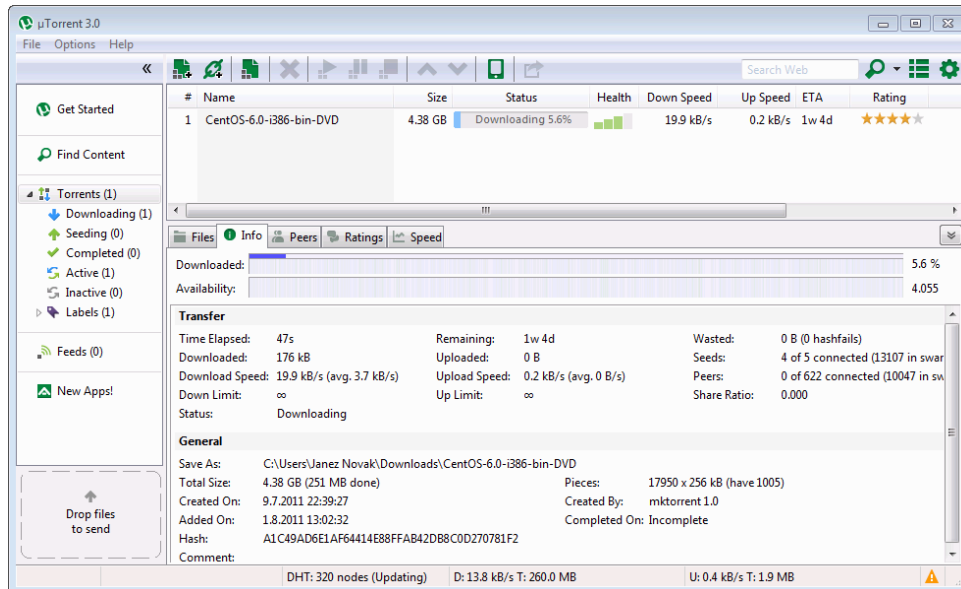 µTorrent 3.0
File Options Help
«
Search Web
Get Started
Find Content
Torrents (1)
Downloading (1)
Seeding (0)
Completed (0)
Active (1)
Inactive (0)
Labels (1)
Feeds (0)
New Apps!
Drop files
to send
# Name Size Status Health Down Speed Up Speed ETA Rating
1 CentOS-6.0-i386-bin-DVD 4.38 GB Downloading 5.6% 19.9 kB/s 0.2 kB/s 1w 4d
Files Info Peers Ratings Speed
Downloaded: 5.6 %
Availability: 4.055
Transfer
Time Elapsed: 47s Remaining: 1w 4d Wasted: 0 B (0 hashfails)
Downloaded: 176 kB Uploaded: 0 B Seeds: 4 of 5 connected (13107 in swar
Download Speed: 19.9 kB/s (avg. 3.7 kB/s) Upload Speed: 0.2 kB/s (avg. 0 B/s) Peers: 0 of 622 connected (10047 in sw
Down Limit: ∞ Up Limit: ∞ Share Ratio: 0.000
Status: Downloading
General
Save As: C:\Users\Janez Novak\Downloads\CentOS-6.0-i386-bin-DVD
Total Size: 4.38 GB (251 MB done) Pieces: 17950 x 256 kB (have 1005)
Created On: 9.7.2011 22:39:27 Created By: mktorrent 1.0
Added On: 1.8.2011 13:02:32 Completed On: Incomplete
Hash: A1C49AD6E1AF64414E88FFAB42DB8C0D270781F2
Comment:
DHT: 320 nodes (Updating) D: 13.8 kB/s T: 260.0 MB U: 0.4 kB/s T: 1.9 MB